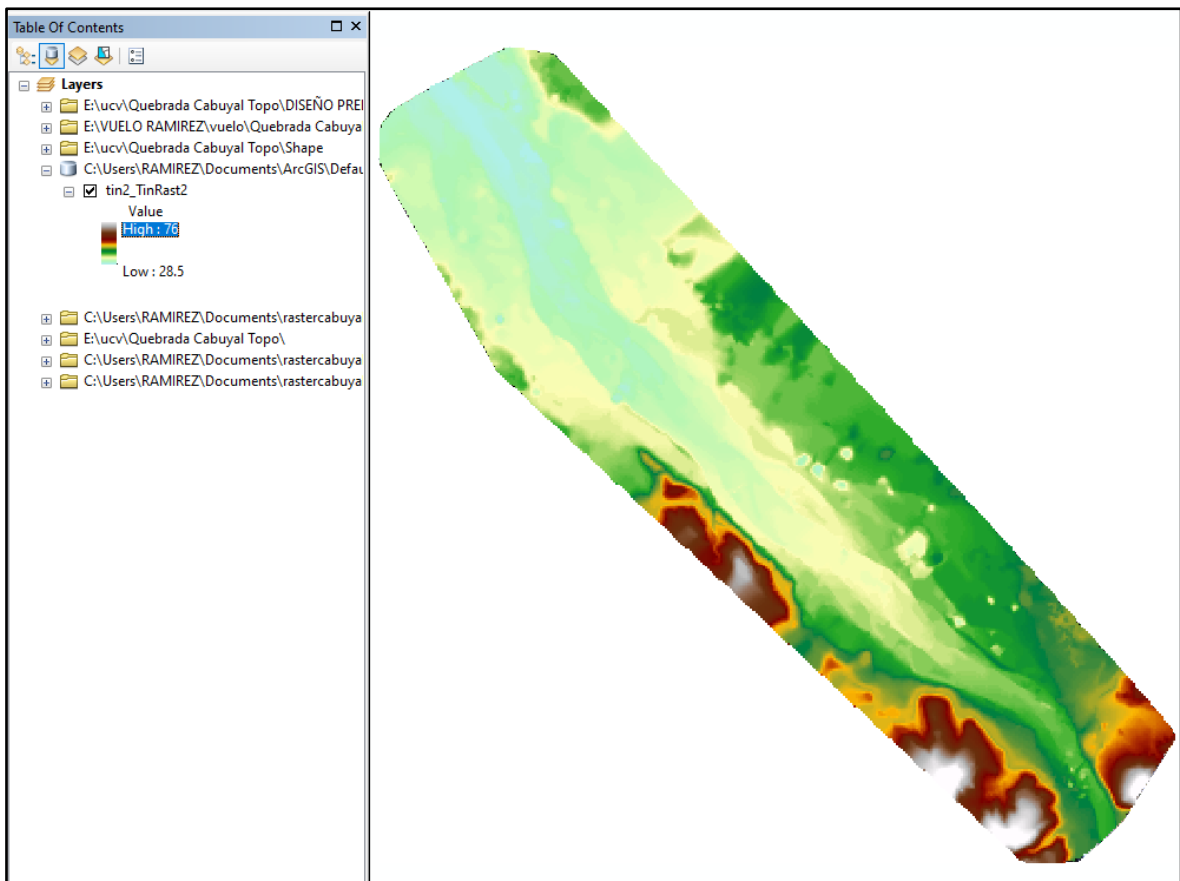 Table Of Contents
Layers
E:\ucv\Quebrada Cabuyal Topo\DISEÑO PREI
E:\VUELO RAMIREZ\vuelo\Quebrada Cabuya
E:\ucv\Quebrada Cabuyal Topo\Shape
C:\Users\RAMIREZ\Documents\ArcGIS\Defau
tin2_TinRast2
Value
High : 76
Low : 28.5
C:\Users\RAMIREZ\Documents\rastercabuya
E:\ucv\Quebrada Cabuyal Topo\
C:\Users\RAMIREZ\Documents\rastercabuya
C:\Users\RAMIREZ\Documents\rastercabuya